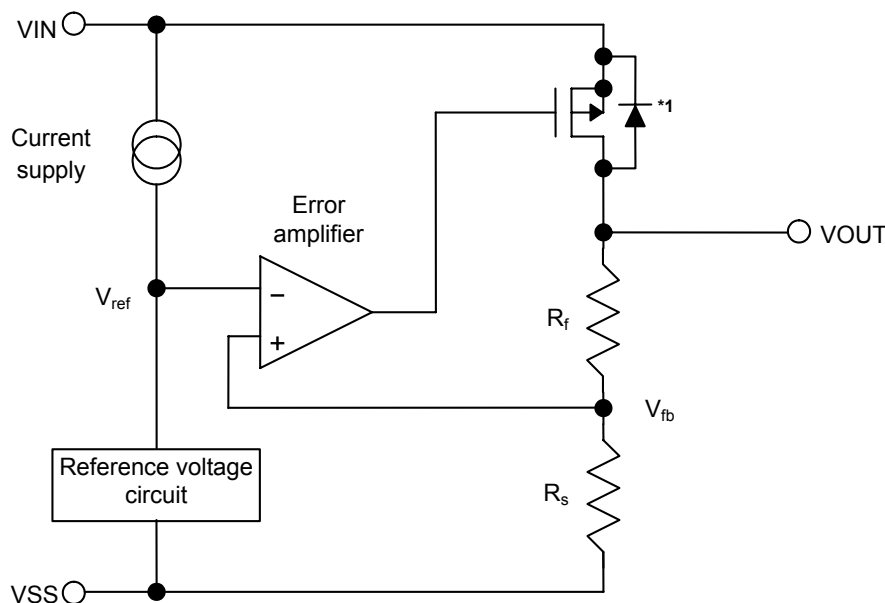 VIN
*1
Current
supply
Error
amplifier
VOUT
Vref
−
+
Rf
Vfb
Reference voltage
circuit
Rs
VSS